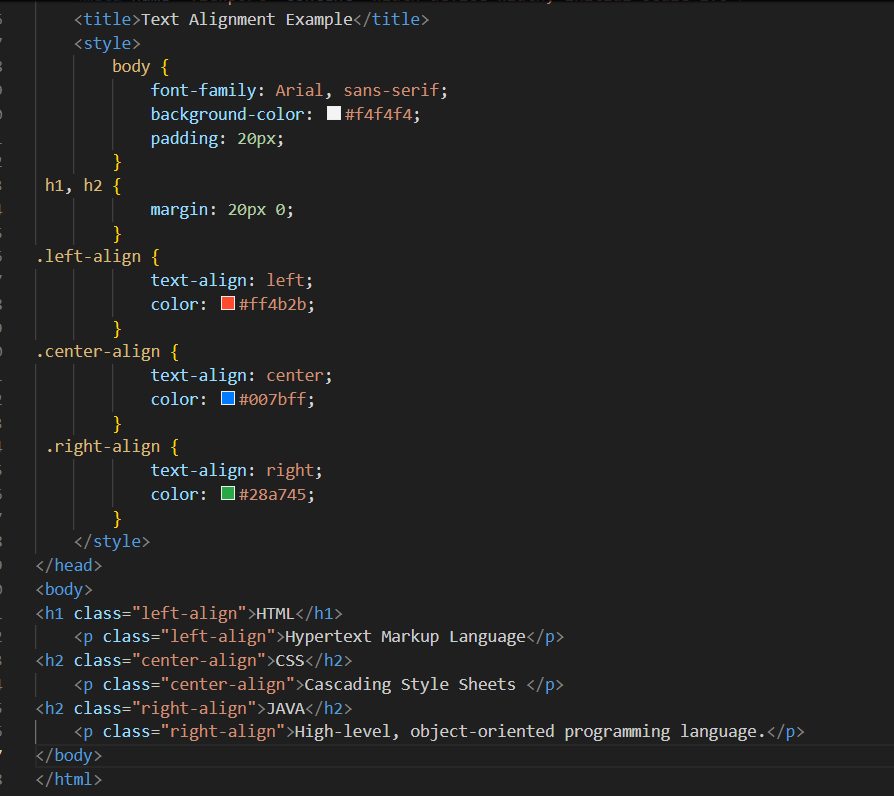 <title>Text Alignment Example</title>
<style>
body {
font-family: Arial, sans-serif;
background-color: #f4f4f4;
padding: 20px;
}
h1, h2 {
margin: 20px 0;
}
.left-align {
text-align: left;
color: #ff4b2b;
}
.center-align {
text-align: center;
color: #007bff;
}
.right-align {
text-align: right;
color: #28a745;
}
</style>
</head>
<body>
<h1 class="left-align">HTML</h1>
<p class="left-align">Hypertext Markup Language</p>
<h2 class="center-align">CSS</h2>
<p class="center-align">Cascading Style Sheets </p>
<h2 class="right-align">JAVA</h2>
<p class="right-align">High-level, object-oriented programming language.</p>
</body>
</html>